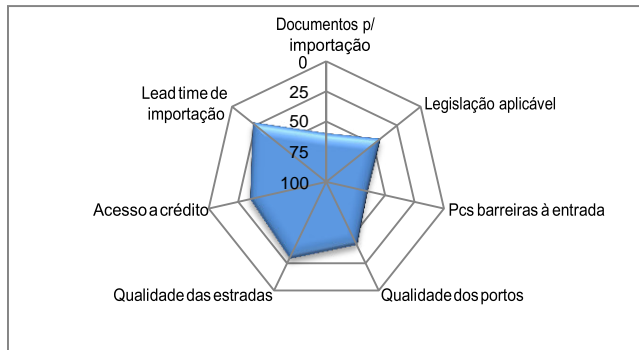 Documentos p/
importação
0
Lead time de
importação
25
Legislação aplicável
50
75
100
Acesso a crédito
Pcs barreiras à entrada
Qualidade das estradas
Qualidade dos portos